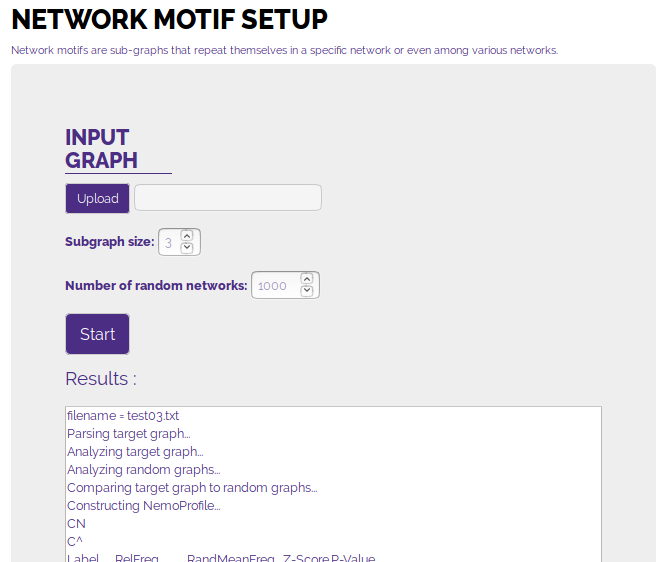 NETWORK MOTIF SETUP
Network motifs are sub-graphs that repeat themselves in a specific network or even among various networks.
INPUT
GRAPH
Upload
Subgraph size: 3
Number of random networks: 1000
Start
Results :
filename = test03.txt
Parsing target graph...
Analyzing target graph...
Analyzing random graphs...
Comparing target graph to random graphs...
Constructing NemoProfile...
CN
C^
Label RelFreq RandMeanFreq Z-Score P-Value